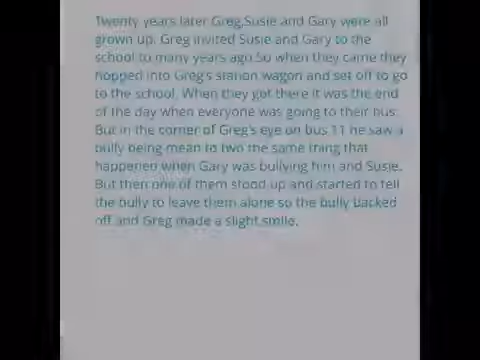 Twenty years later Greg,Susie and Gary were all
grown up. Greg invited Susie and Gary to the
school to many years ago.So when they came they
hopped into Greg's station wagon and set off to go
to the school. When they got there it was the end
of the day when everyone was going to their bus.
But in the corner of Greg's eye on bus 11 he saw a
bully being mean to two the same thing that
happened when Gary was bullying him and Susie.
But then one of them stood up and started to tell
the bully to leave them alone so the bully backed
off and Greg made a slight smile.